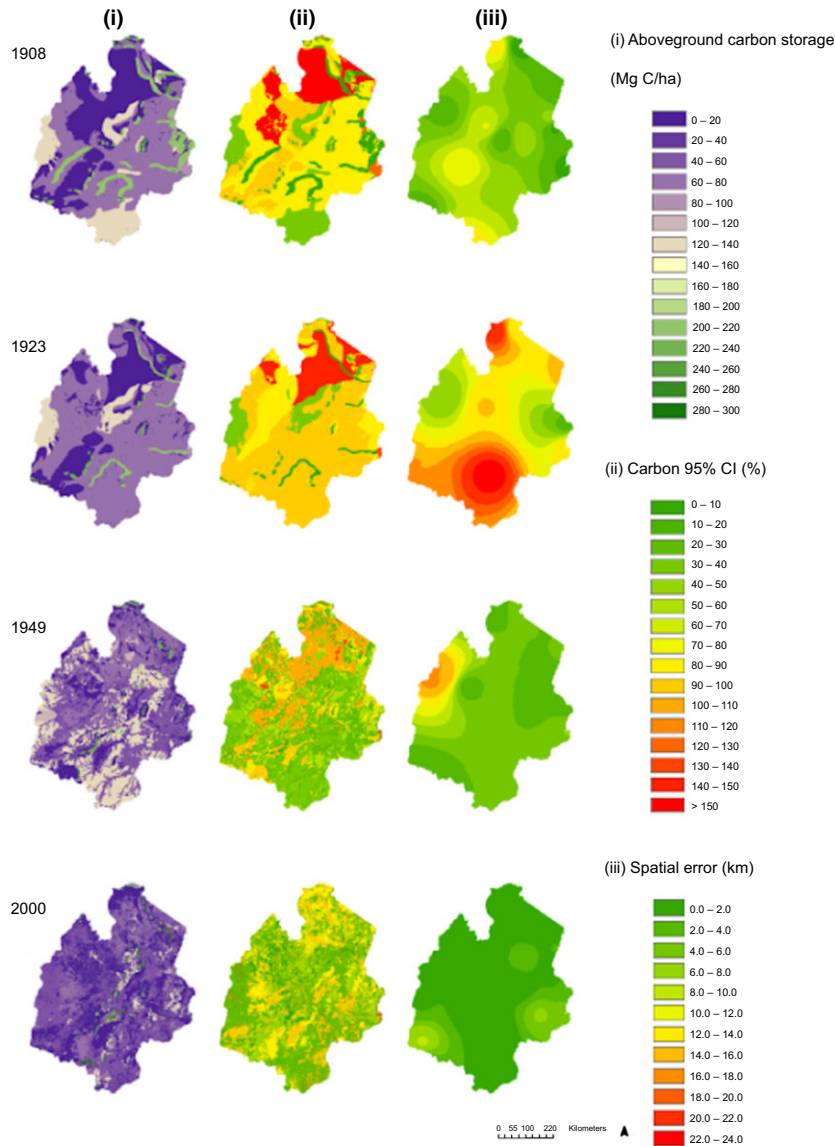 (i)
(ii)
(iii)
1908
1923
1949
2000
(i) Aboveground carbon storage
(Mg C/ha)
0 – 20
20 – 40
40 – 60
60 – 80
80 – 100
100 – 120
120 – 140
140 – 160
160 – 180
180 – 200
200 – 220
220 – 240
240 – 260
260 – 280
280 – 300
(ii) Carbon 95% CI (%)
0 – 10
10 – 20
20 – 30
30 – 40
40 – 50
50 – 60
60 – 70
70 – 80
80 – 90
90 – 100
100 – 110
110 – 120
120 – 130
130 – 140
140 – 150
> 150
(iii) Spatial error (km)
0.0 – 2.0
2.0 – 4.0
4.0 – 6.0
6.0 – 8.0
8.0 – 10.0
10.0 – 12.0
12.0 – 14.0
14.0 – 16.0
16.0 – 18.0
18.0 – 20.0
20.0 – 22.0
22.0 – 24.0
0 55 100 220 Kilometers